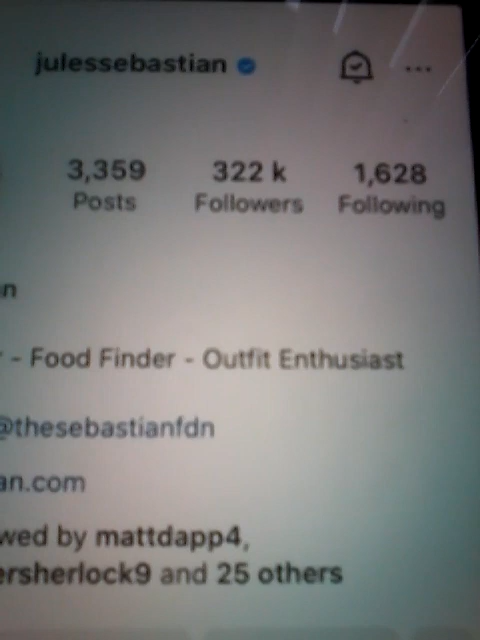 julessebastian
3,359 322 k 1,628
Posts Followers Following
n
- Food Finder - Outfit Enthusiast
@thesebastianfdn
an.com
wed by mattdapp4,
ersherlock9 and 25 others